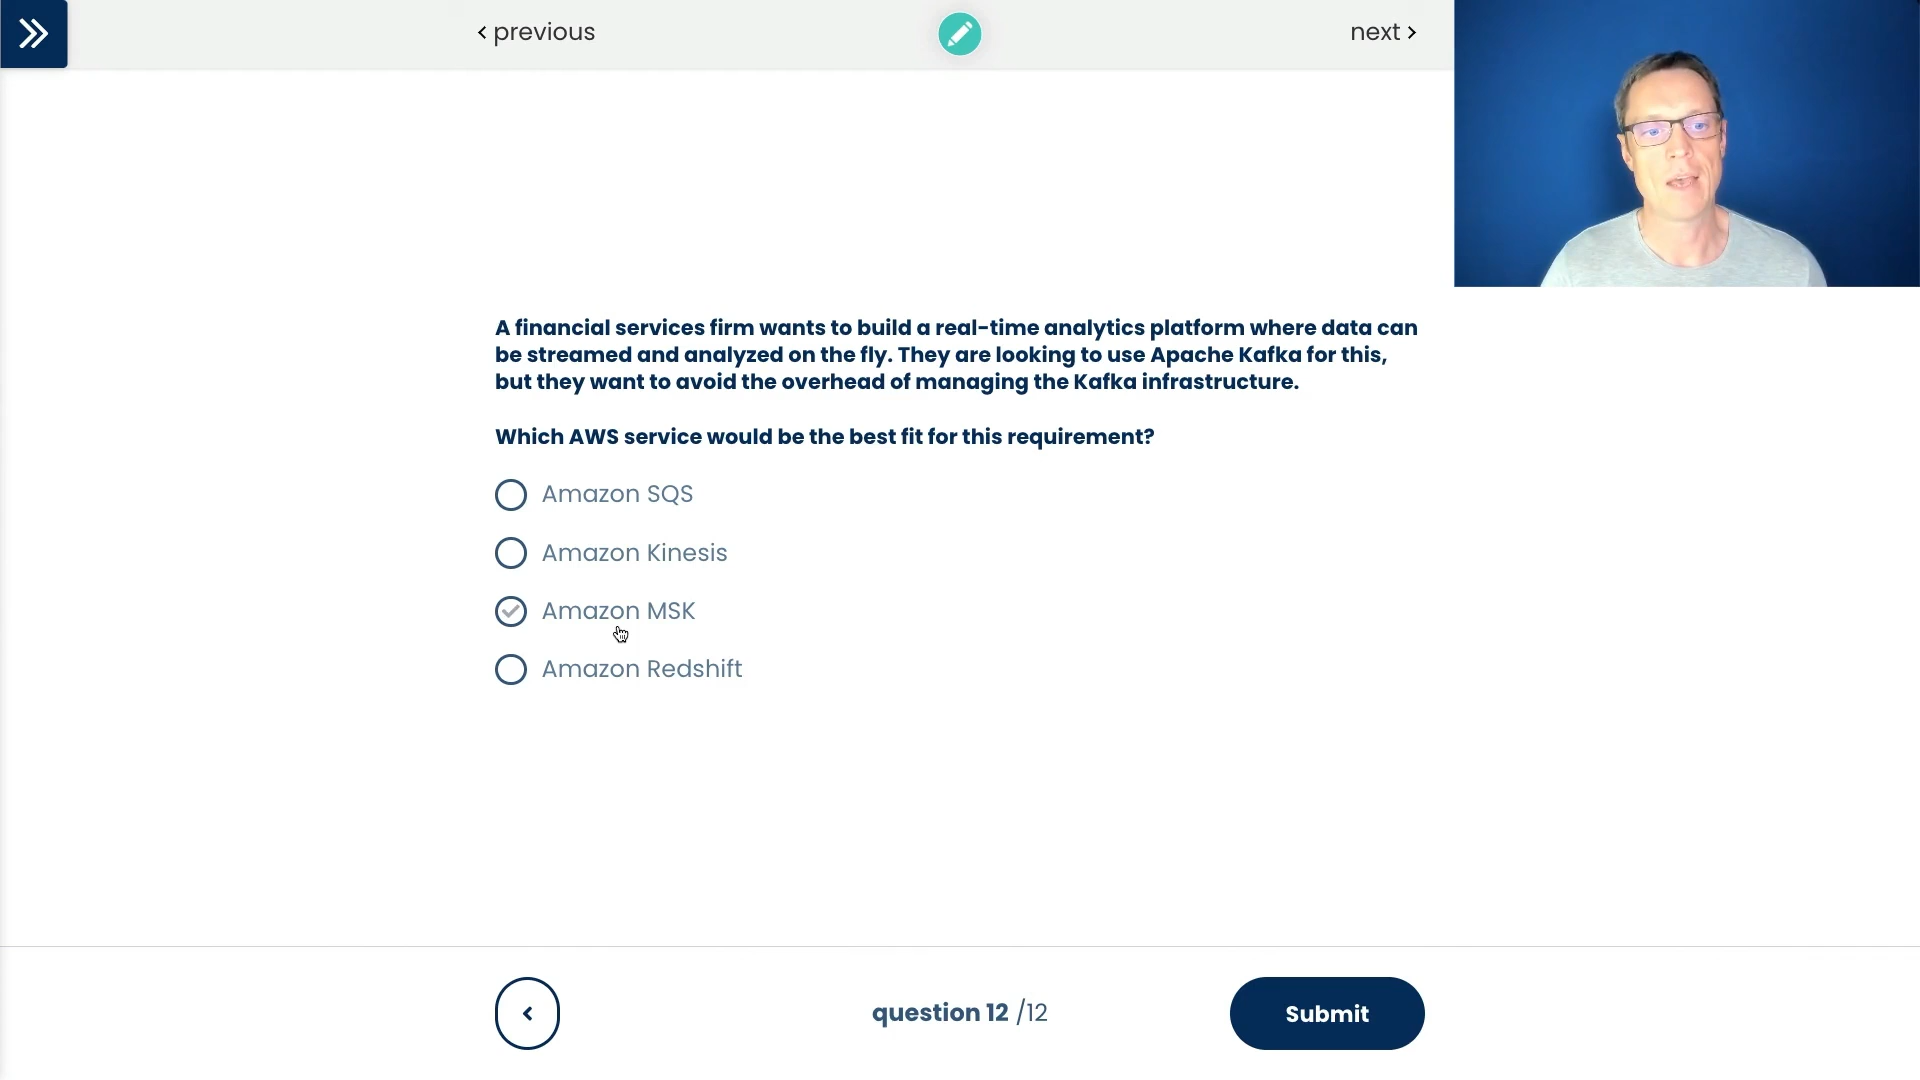 previous
next
A financial services firm wants to build a real-time analytics platform where data can
be streamed and analyzed on the fly. They are looking to use Apache Kafka for this,
but they want to avoid the overhead of managing the Kafka infrastructure.
Which AWS service would be the best fit for this requirement?
Amazon SQS
Amazon Kinesis
Amazon MSK
Amazon Redshift
question 12 /12
Submit